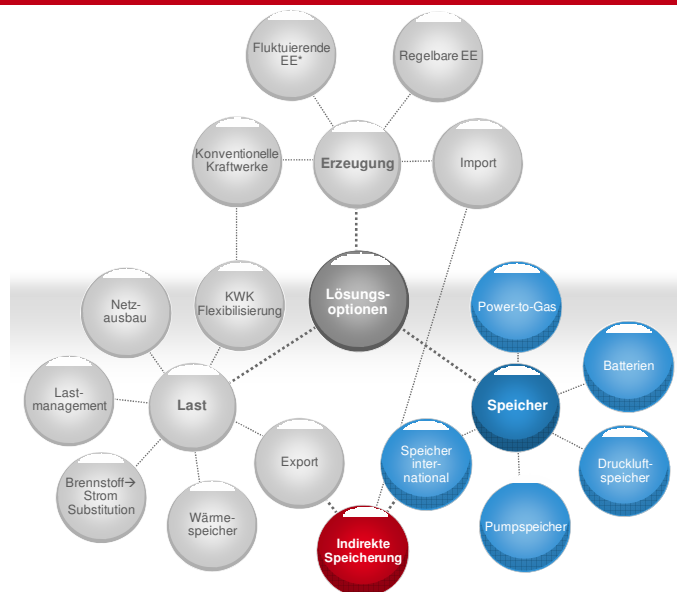 Fluktuierende
EE*
Regelbare EE
Konventionelle
Kraftwerke
Erzeugung
Import
Netz-
ausbau
KWK
Flexibilisierung
Lösungs-
optionen
Power-to-Gas
Batterien
Last-
management
Last
Speicher
Export
Speicher
inter-
national
Druckluft-
speicher
Brennstoff→
Strom
Substitution
Wärme-
speicher
Pumpspeicher
Indirekte
Speicherung